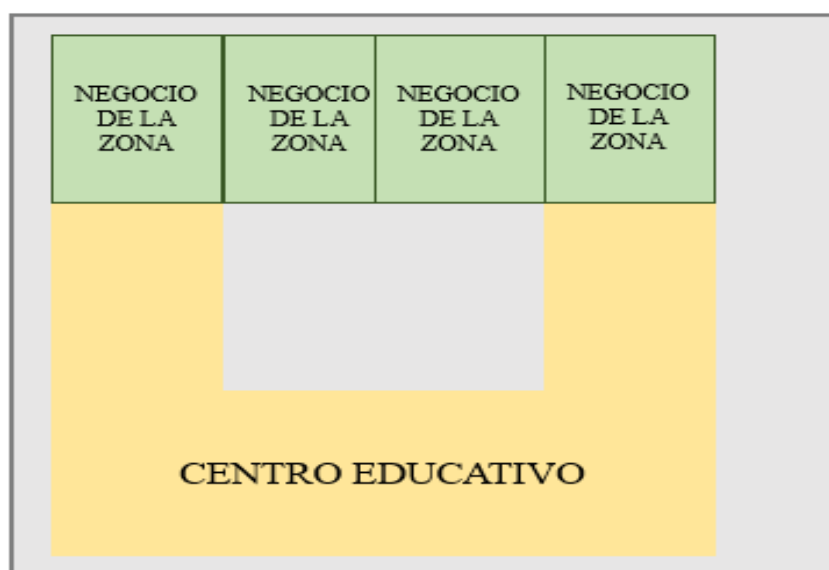 NEGOCIO
DE LA
ZONA
NEGOCIO
DE LA
ZONA
NEGOCIO
DE LA
ZONA
NEGOCIO
DE LA
ZONA
CENTRO EDUCATIVO